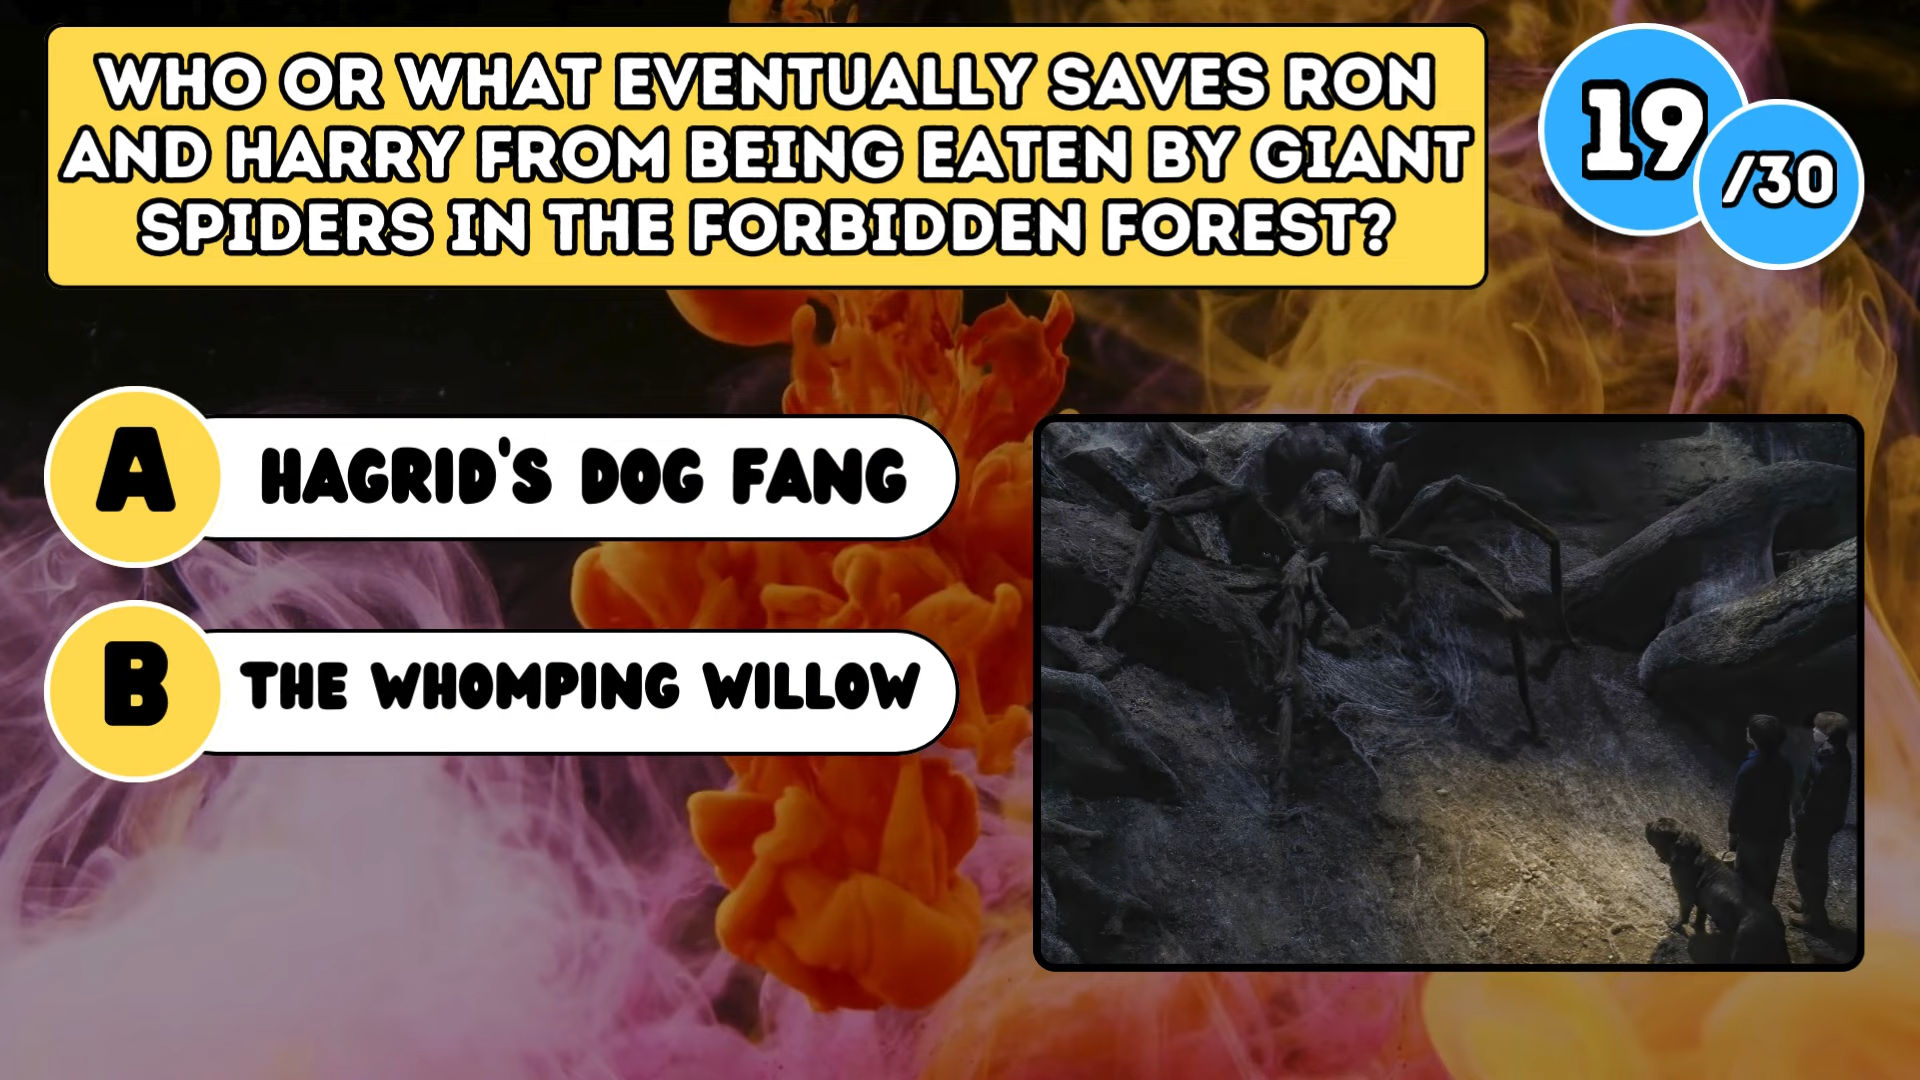 WHO OR WHAT EVENTUALLY SAVES RON
AND HARRY FROM BEING EATEN BY GIANT
SPIDERS IN THE FORBIDDEN FOREST?
19
/30
A
HAGRID'S DOG FANG
B
THE WHOMPING WILLOW